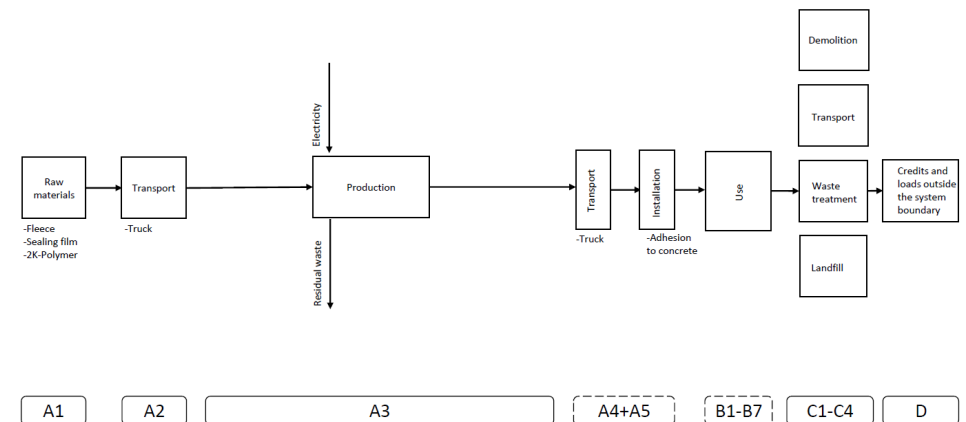 Demolition
Transport
Electricity
Raw
materials
Transport
Production
Transport
Installation
Use
Waste
treatment
Credits and
loads outside
the system
boundary
-Fleece
-Sealing film
-2K-Polymer
-Truck
-Truck
-Adhesion
to concrete
Residual waste
Landfill
A1
A2
A3
A4+A5
B1-B7
C1-C4
D